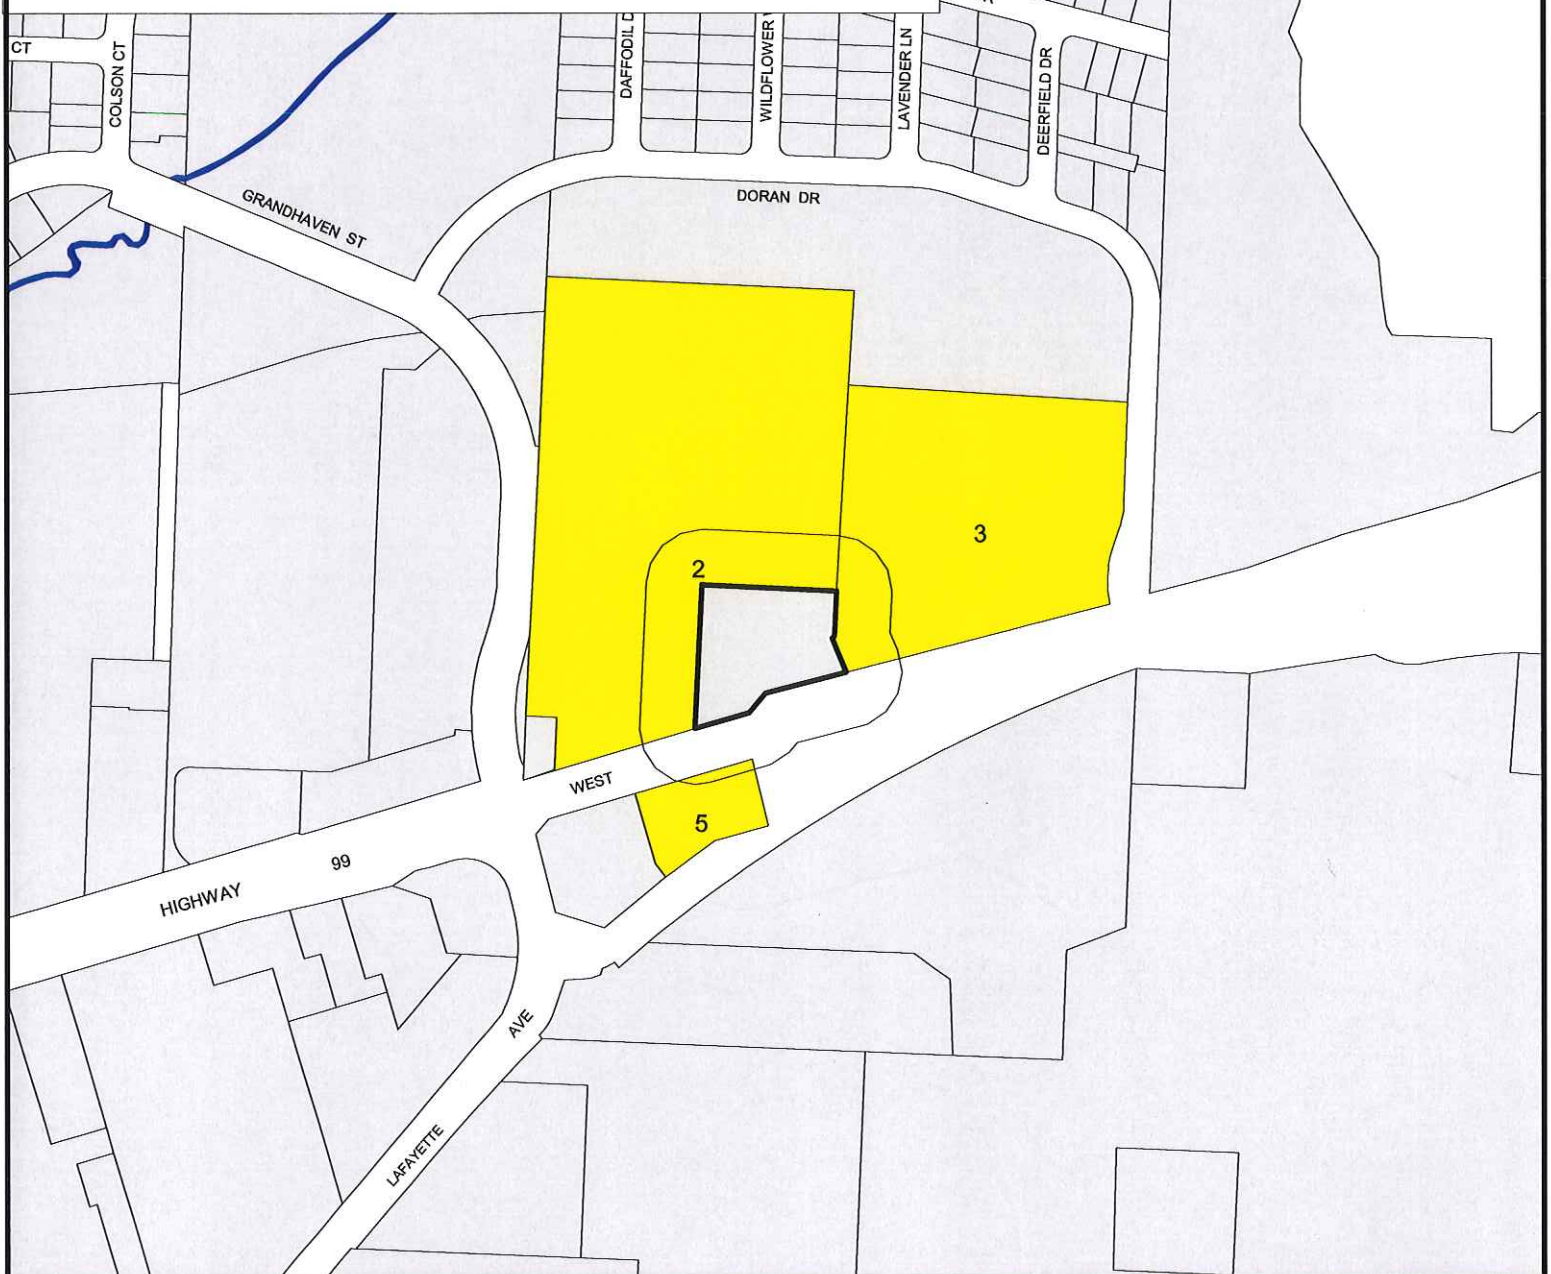 CT
COLSON CT
DAFFODIL D
WILDFLOWER
LAVENDER LN
DEERFIELD DR
GRANDHAVEN ST
DORAN DR
3
2
WEST
5
99
HIGHWAY
AVE
LAFAYETTE